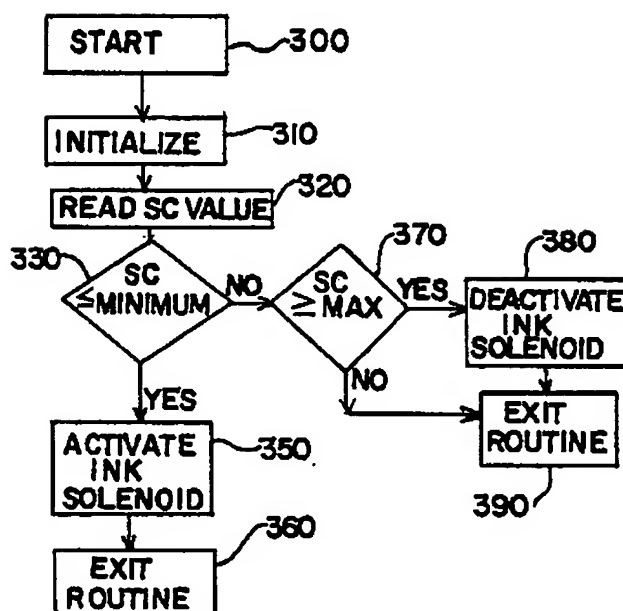 START
300
INITIALIZE
310
READ SC VALUE
320
330
SC
≤ MINIMUM
NO
370
SC
≥ MAX
YES
380
DEACTIVATE
INK
SOLENOID
YES
NO
ACTIVATE
INK
SOLENOID
350
EXIT
ROUTINE
390
EXIT
ROUTINE
360